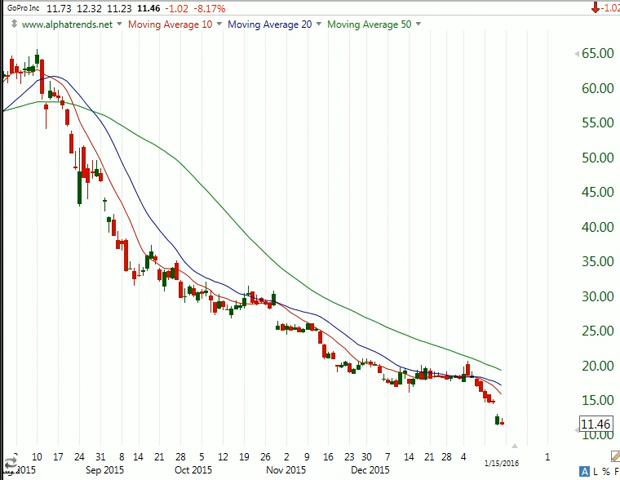 GoPro Inc 11.73 12.32 11.23 11.46 -1.02 -8.17% -1.02
www.alphatrends.net Moving Average 10 Moving Average 20 Moving Average 50
65.00
60.00
55.00
50.00
45.00
40.00
35.00
30.00
25.00
20.00
15.00
11.46
10.00
10 17 24 31 8 14 21 28 5 12 19 26 2 9 16 23 30 7 14 21 28 4 1
2015 Sep 2015 Oct 2015 Nov 2015 Dec 2015 1/15/2016
A L % F